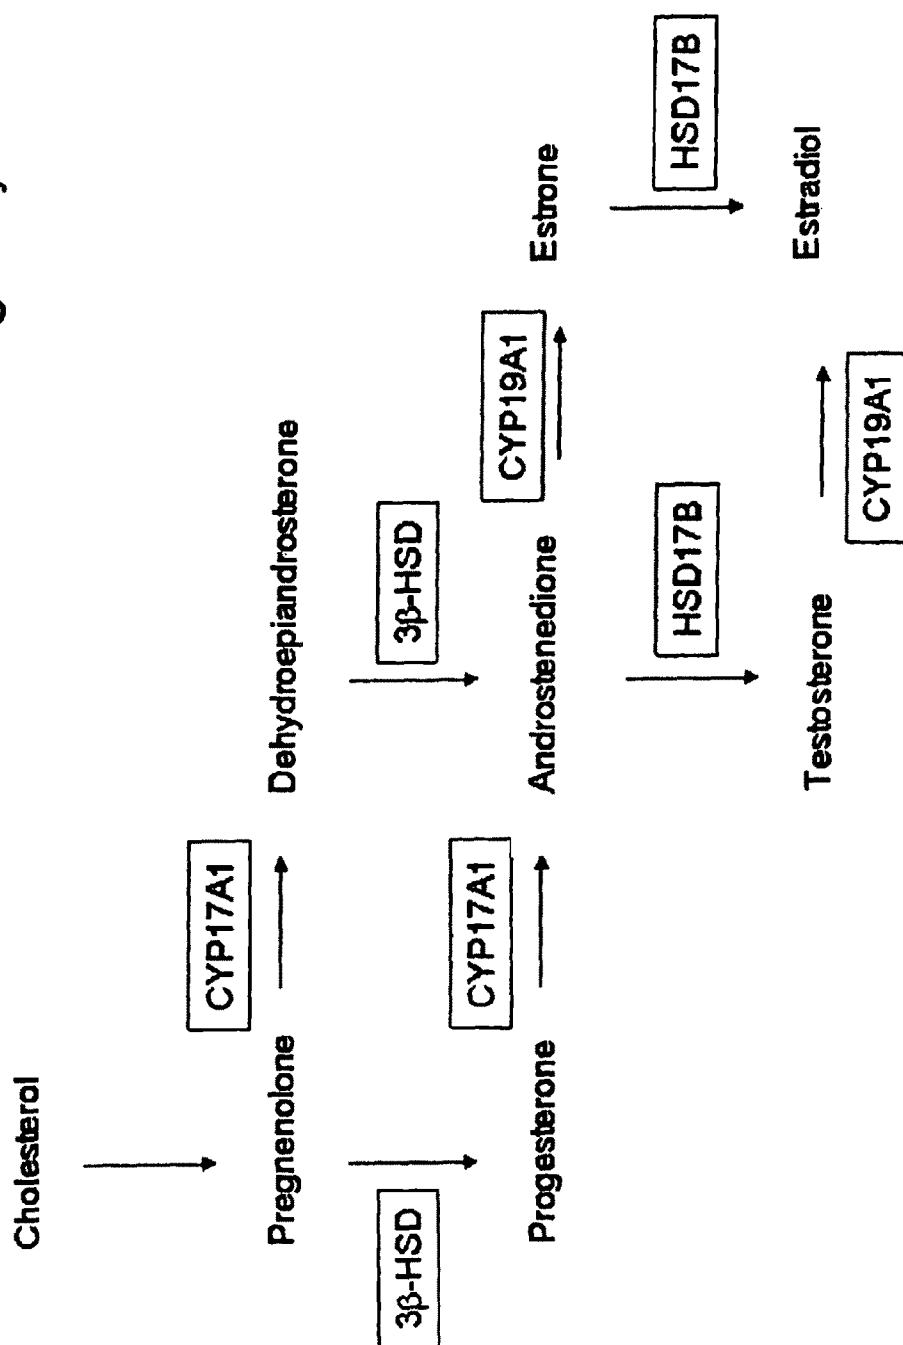 Cholesterol
Pregnenolone
CYP17A1
Dehydroepiandrosterone
3β-HSD
3β-HSD
Progesterone
CYP17A1
Androstenedione
CYP19A1
Estrone
HSD17B
HSD17B
Testosterone
CYP19A1
Estradiol